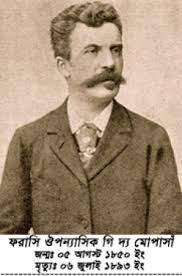 ফরাসি ঔপন্যাসিক গি দ্য মোপাসাঁ
জন্মঃ ০৫ আগস্ট ১৮৫০ ইং
মৃত্যুঃ ০৬ জুলাই ১৮৯৩ ইং